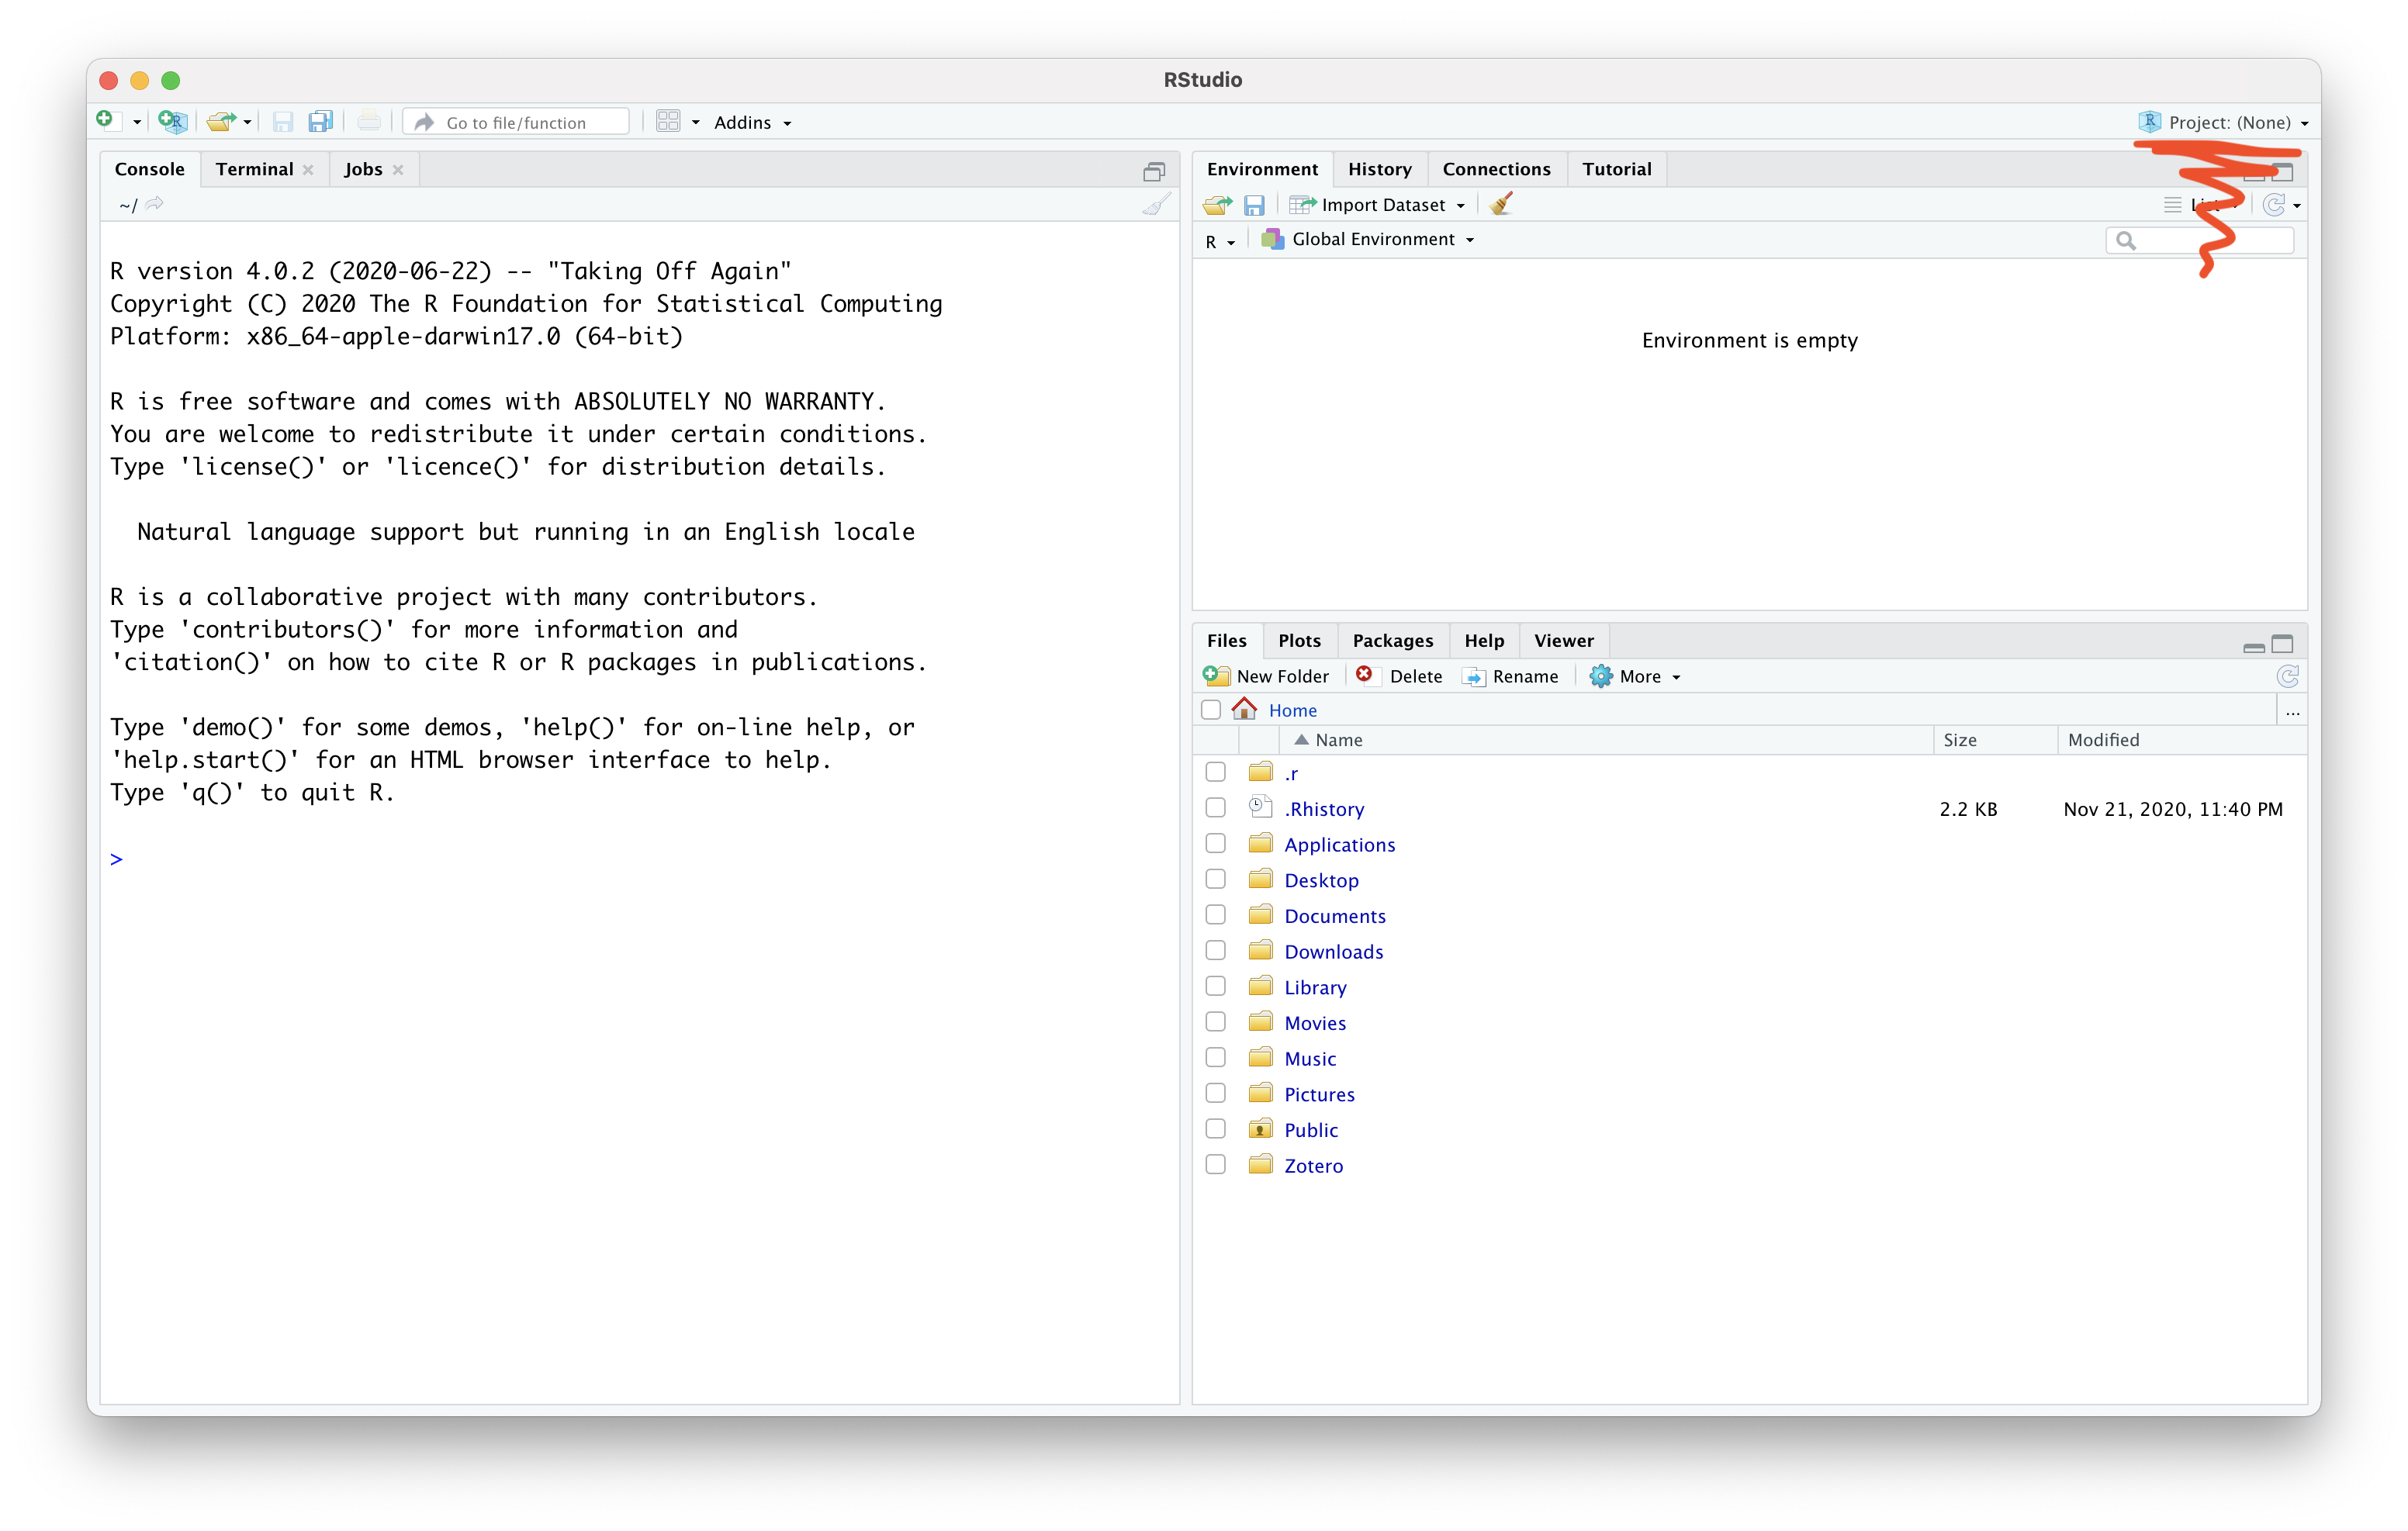 RStudio
Go to file/function
Addins
Project: (None)
Console Terminal Jobs
~/
R version 4.0.2 (2020-06-22) -- "Taking Off Again"
Copyright (C) 2020 The R Foundation for Statistical Computing
Platform: x86_64-apple-darwin17.0 (64-bit)
R is free software and comes with ABSOLUTELY NO WARRANTY.
You are welcome to redistribute it under certain conditions.
Type 'license()' or 'licence()' for distribution details.
Natural language support but running in an English locale
R is a collaborative project with many contributors.
Type 'contributors()' for more information and
'citation()' on how to cite R or R packages in publications.
Type 'demo()' for some demos, 'help()' for on-line help, or
'help.start()' for an HTML browser interface to help.
Type 'q()' to quit R.
>
Environment History Connections Tutorial
Import Dataset
R Global Environment
Environment is empty
Files Plots Packages Help Viewer
New Folder Delete Rename More
Home ...
Name Size Modified
.r
.Rhistory 2.2 KB Nov 21, 2020, 11:40 PM
Applications
Desktop
Documents
Downloads
Library
Movies
Music
Pictures
Public
Zotero